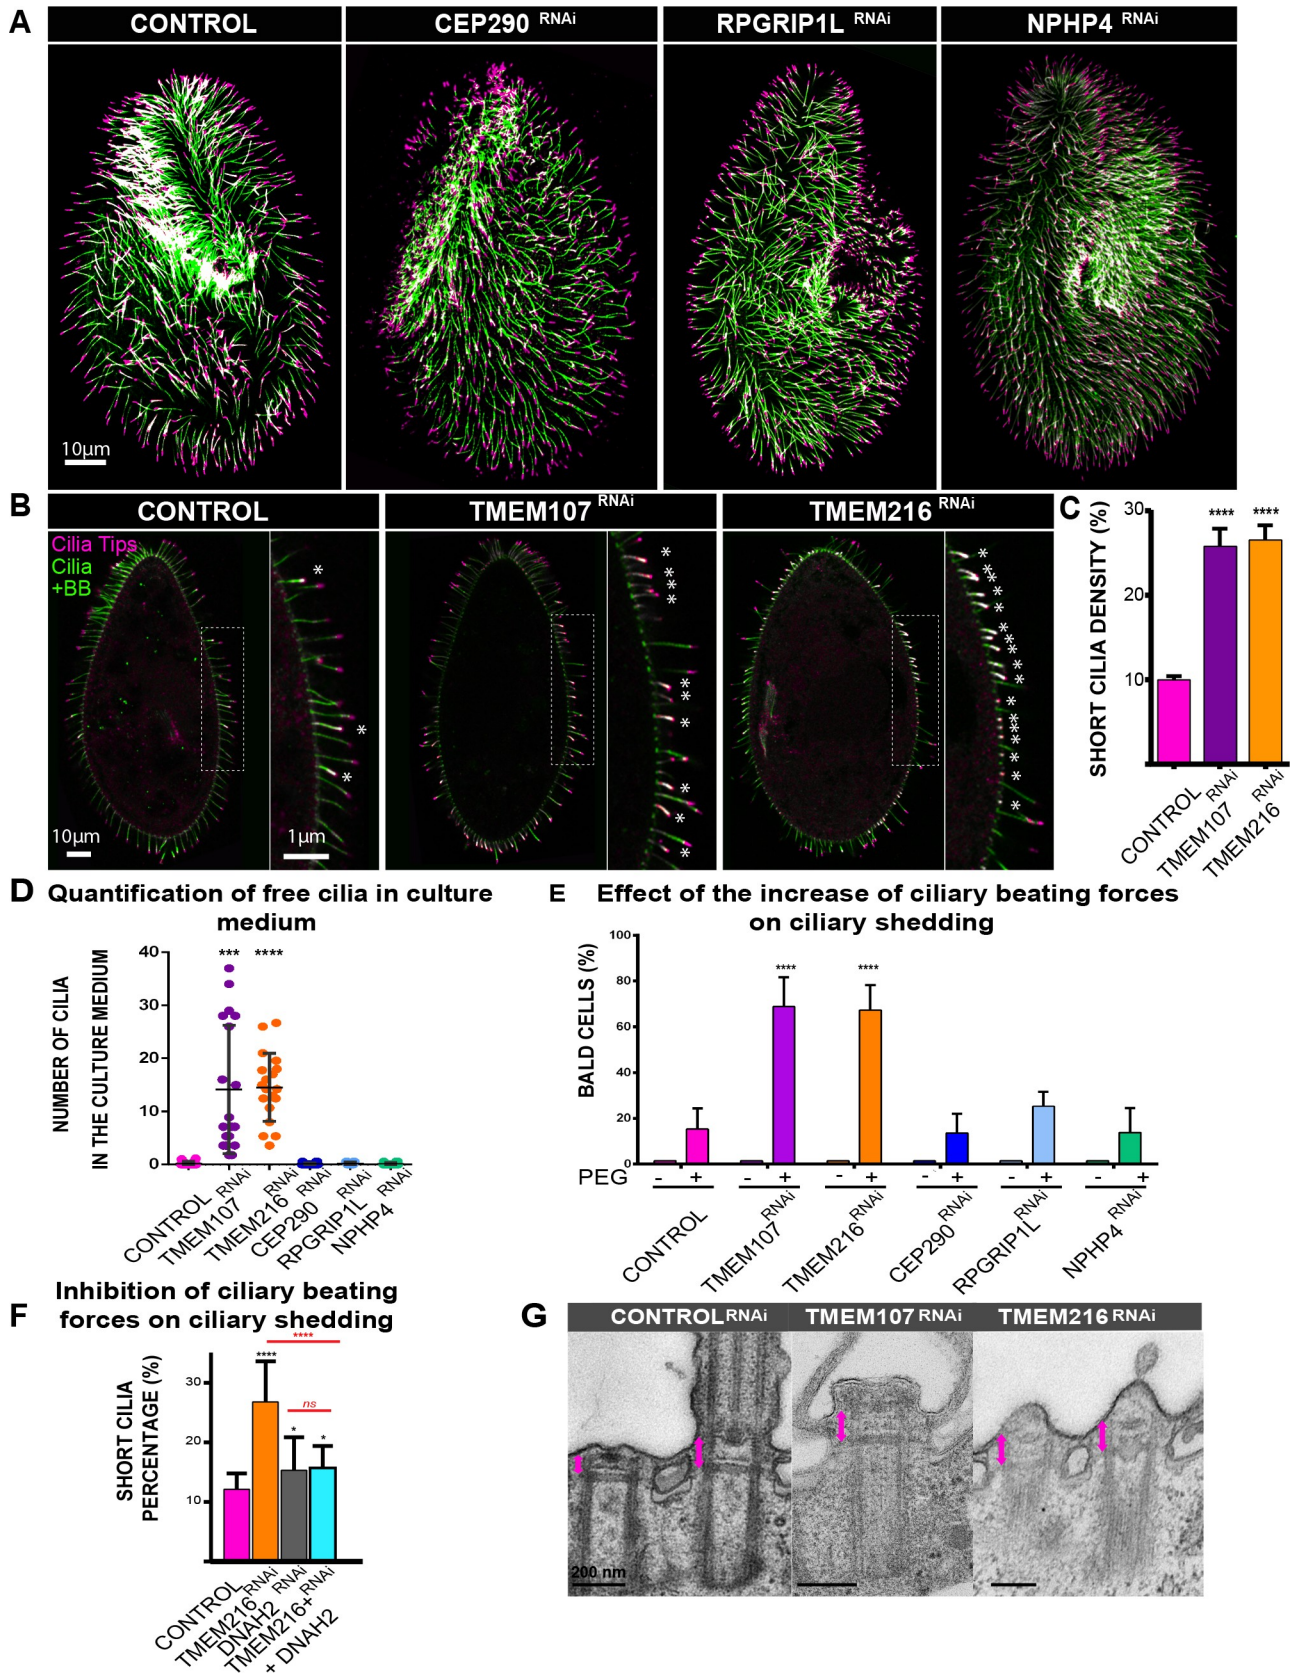 A
CONTROL
CEP290 RNAi
RPGRIP1L RNAi
NPHP4 RNAi
10µm
B
CONTROL
TMEM107 RNAi
TMEM216 RNAi
Cilia Tips
Cilia
+BB
10µm
1µm
* * *
* * * * * * * * * *
* * * * * * * * * * * * * * * *
C
SHORT CILIA DENSITY (%)
30
20
10
**** ****
CONTROL
TMEM107 RNAi
TMEM216 RNAi
D Quantification of free cilia in culture
medium
NUMBER OF CILIA
IN THE CULTURE MEDIUM
40
30
20
10
0
*** ****
CONTROL
TMEM107 RNAi
TMEM216 RNAi
CEP290 RNAi
RPGRIP1L RNAi
NPHP4 RNAi
E Effect of the increase of ciliary beating forces
on ciliary shedding
BALD CELLS (%)
100
80
60
40
20
0
**** ****
PEG - + - + - + - + - + - +
CONTROL
TMEM107 RNAi
TMEM216 RNAi
CEP290 RNAi
RPGRIP1L RNAi
NPHP4 RNAi
F
Inhibition of ciliary beating
forces on ciliary shedding
SHORT CILIA
PERCENTAGE (%)
30
20
10
****
****
ns
* *
CONTROL
TMEM216 RNAi
DNAH2 RNAi
TMEM216+ RNAi
+ DNAH2
G
CONTROL RNAi
TMEM107 RNAi
TMEM216 RNAi
200 nm